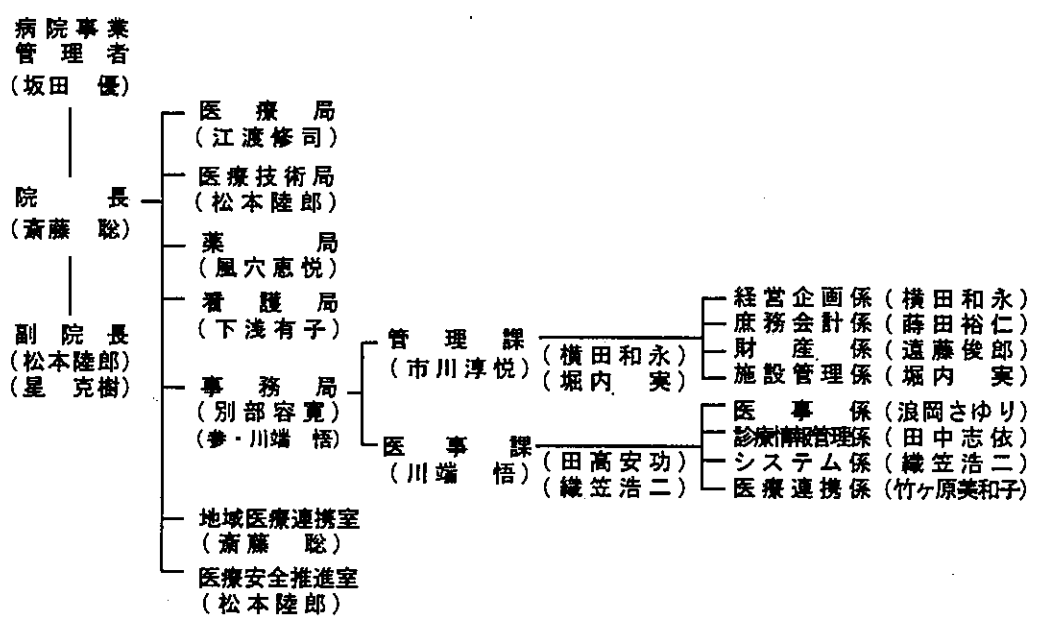 病院事業
管理者
(坂田 優)
院 長
(斎藤 聡)
副院長
(松本陸郎)
(星 克樹)
医療局
(江渡修司)
医療技術局
(松本陸郎)
薬 局
(風穴恵悦)
看護局
(下浅有子)
事務局
(別部容寛)
(参・川端 悟)
地域医療連携室
(斎藤 聡)
医療安全推進室
(松本陸郎)
管理課
(市川淳悦)
(横田和永)
(堀内 実)
医事課
(川端 悟)
(田高安功)
(織笠浩二)
経営企画係(横田和永)
庶務会計係(蒔田裕仁)
財産係(遠藤俊郎)
施設管理係(堀内 実)
医事係(浪岡さゆり)
診療情報管理係(田中志依)
システム係(織笠浩二)
医療連携係(竹ヶ原美和子)